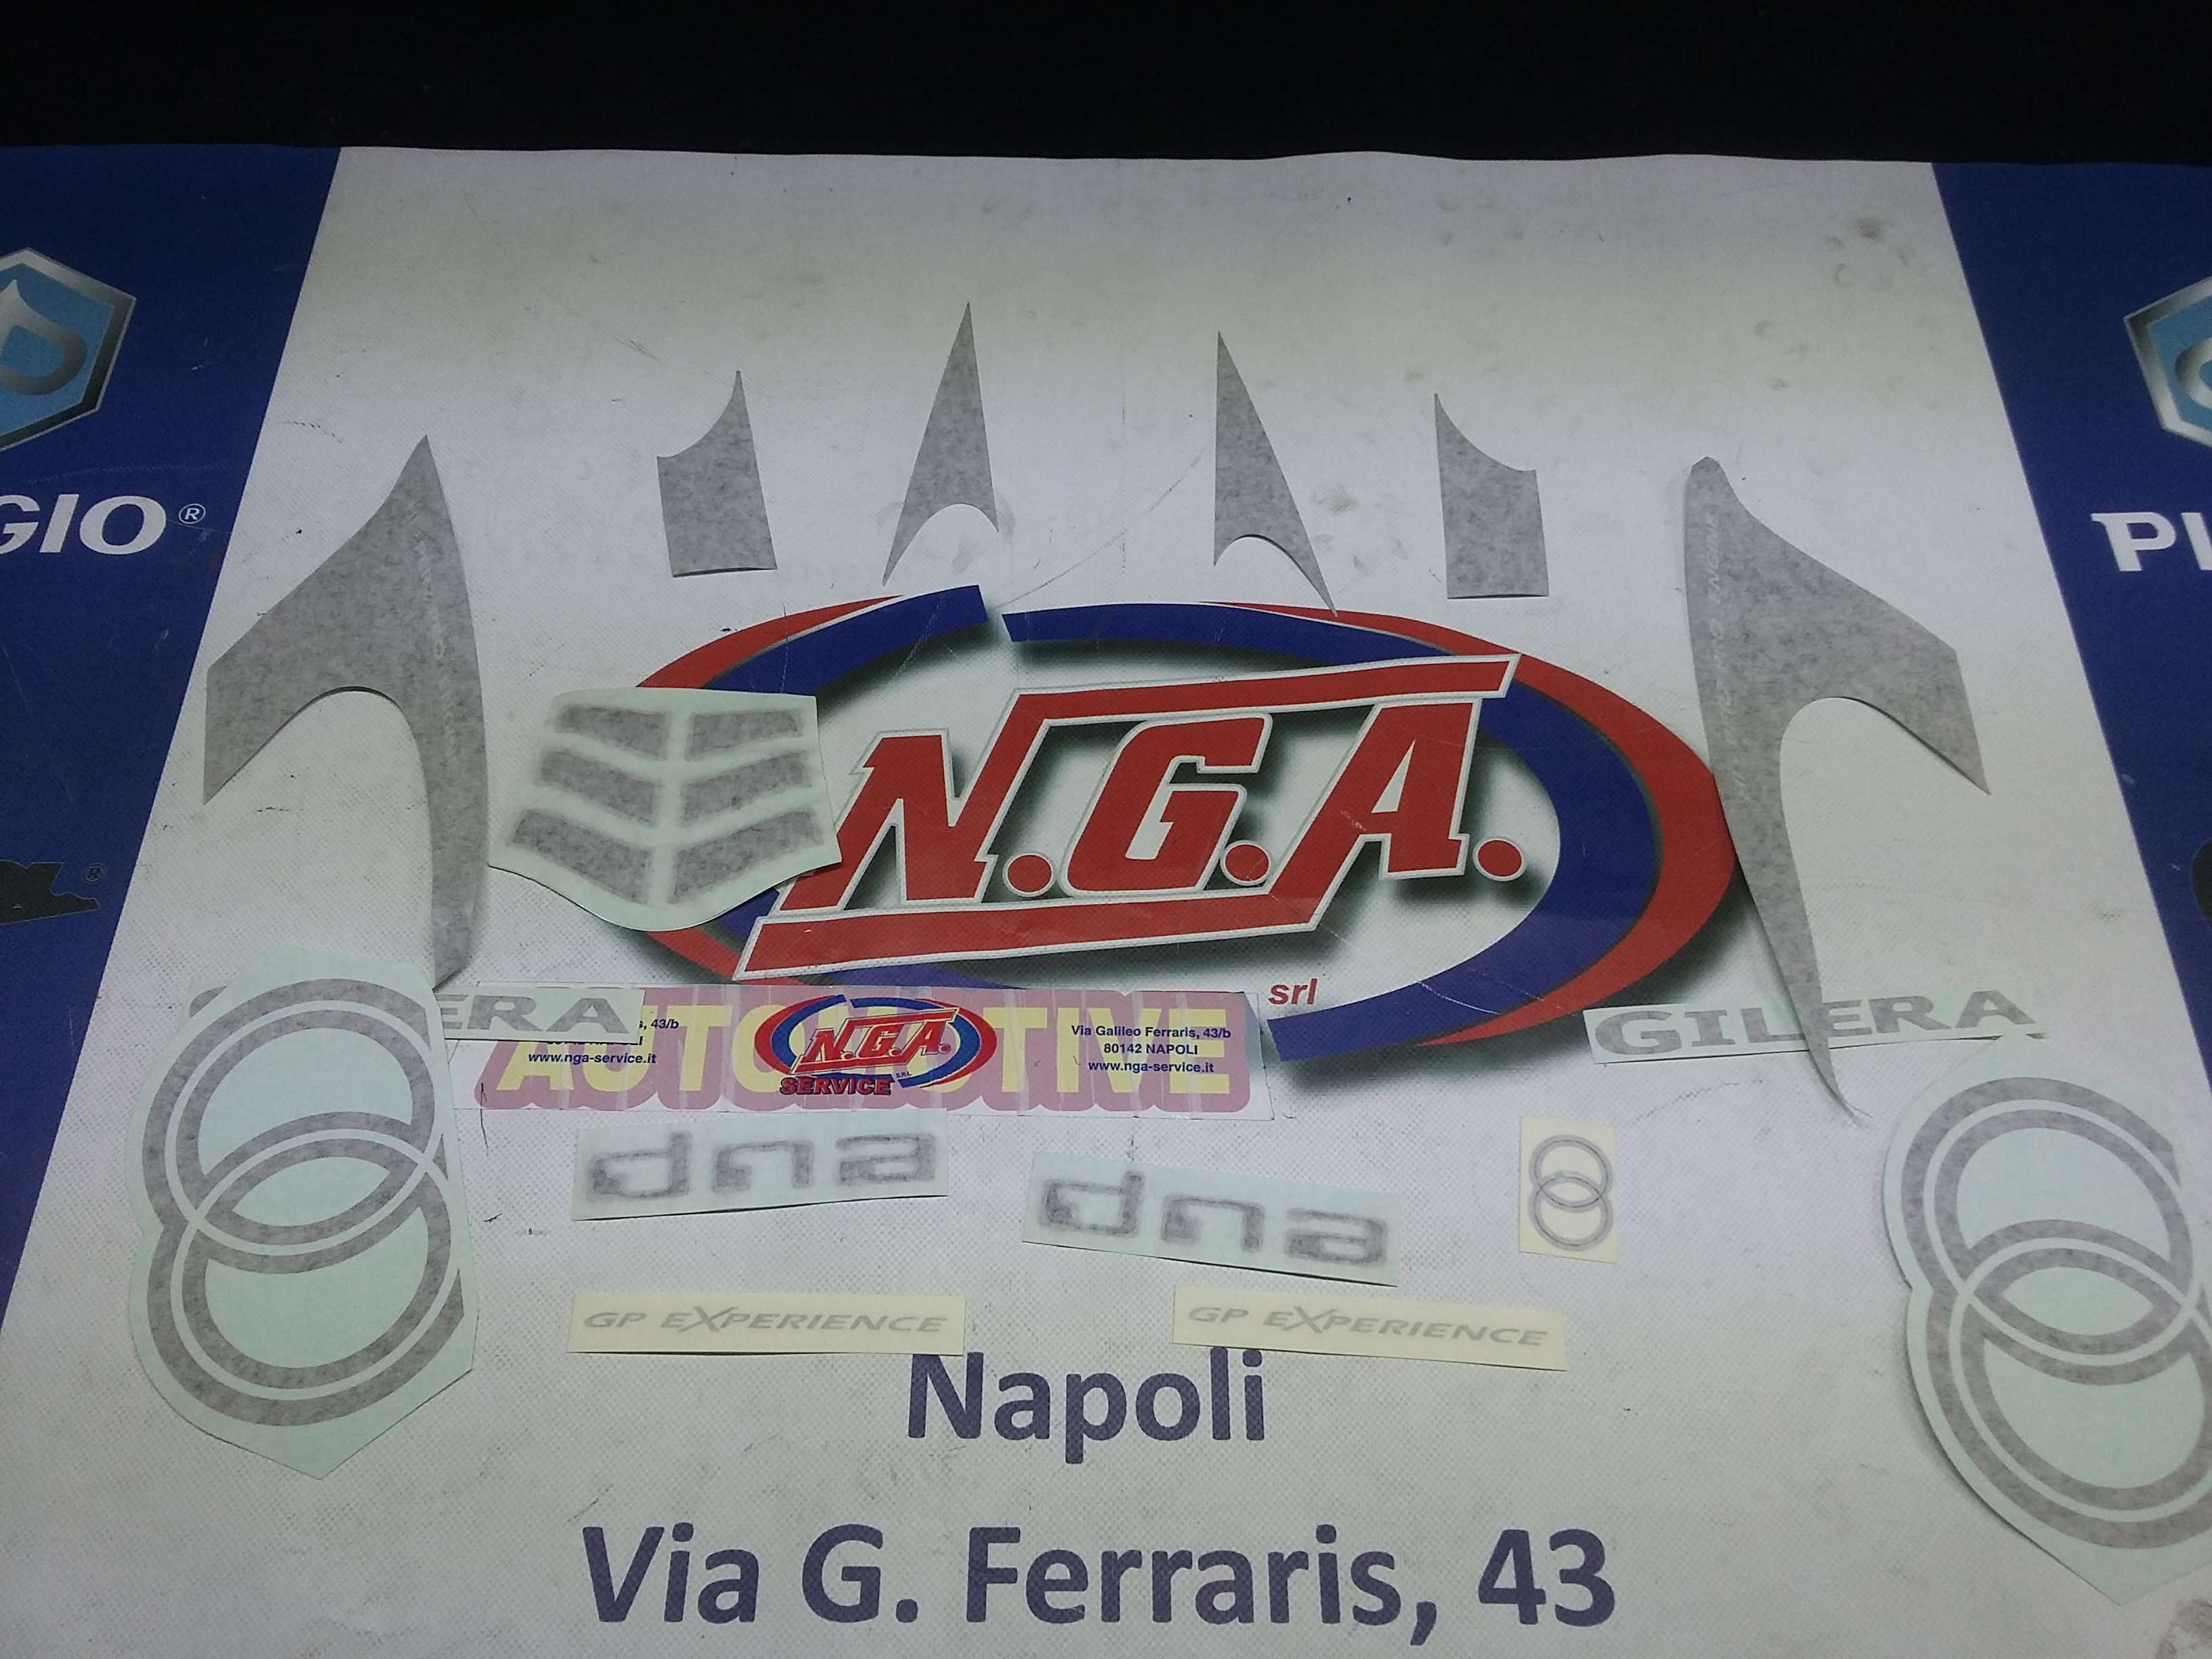 GIO®
PI
N.G.A.
srl
ERA
GILERA
AUTOMOTIVE
, 43/b
www.nga-service.it
N.G.A.
S.R.L.
SERVICE
Via Galileo Ferraris, 43/b
80142 NAPOLI
www.nga-service.it
dna
dna
GP EXPERIENCE
GP EXPERIENCE
Napoli
Via G. Ferraris, 43